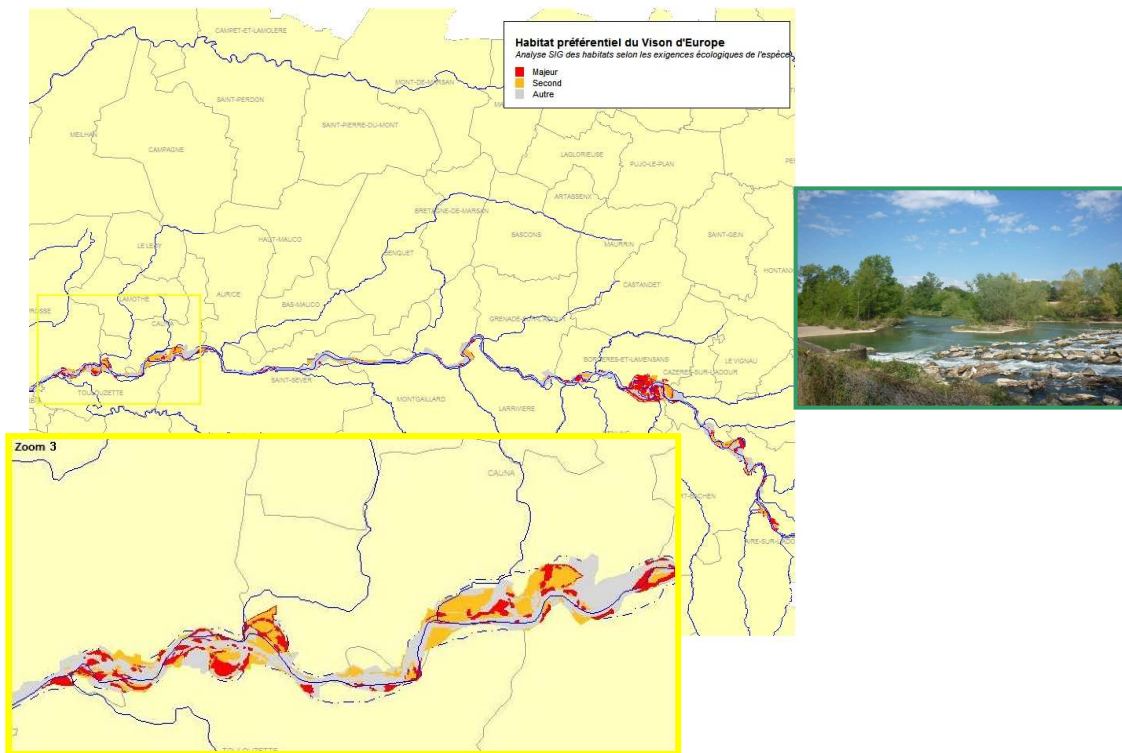 Habitat préférentiel du Vison d'Europe
Analyse SIG des habitats selon les exigences écologiques de l'espèce
Majeur
Second
Autre
CAMPET-ET-LAMOLERE
MONT-DE-MARSAN
SAINT-PERDON
SAINT-PIERRE-DU-MONT
MEILHAN
CAMPAGNE
LAGLORIEUSE
PUJO-LE-PLAN
ARTASSENX
BRETAGNE-DE-MARSAN
BASCONS
MAURRIN
SAINT-GEIN
HAUT-MAUCO
LE LEUY
BENQUET
HONTANX
CASTANDET
LAMOTHE
AURICE
BAS-MAUCO
CAUNA
GRENADE-SUR-L'ADOUR
BORDERES-ET-LAMENSANS
LE VIGNAU
CAZERES-SUR-L'ADOUR
SAINT-SEVER
TOULOUZETTE
MONTGAILLARD
LARRIVIERE
Zoom 3
CAUNA
TOULOUZETTE